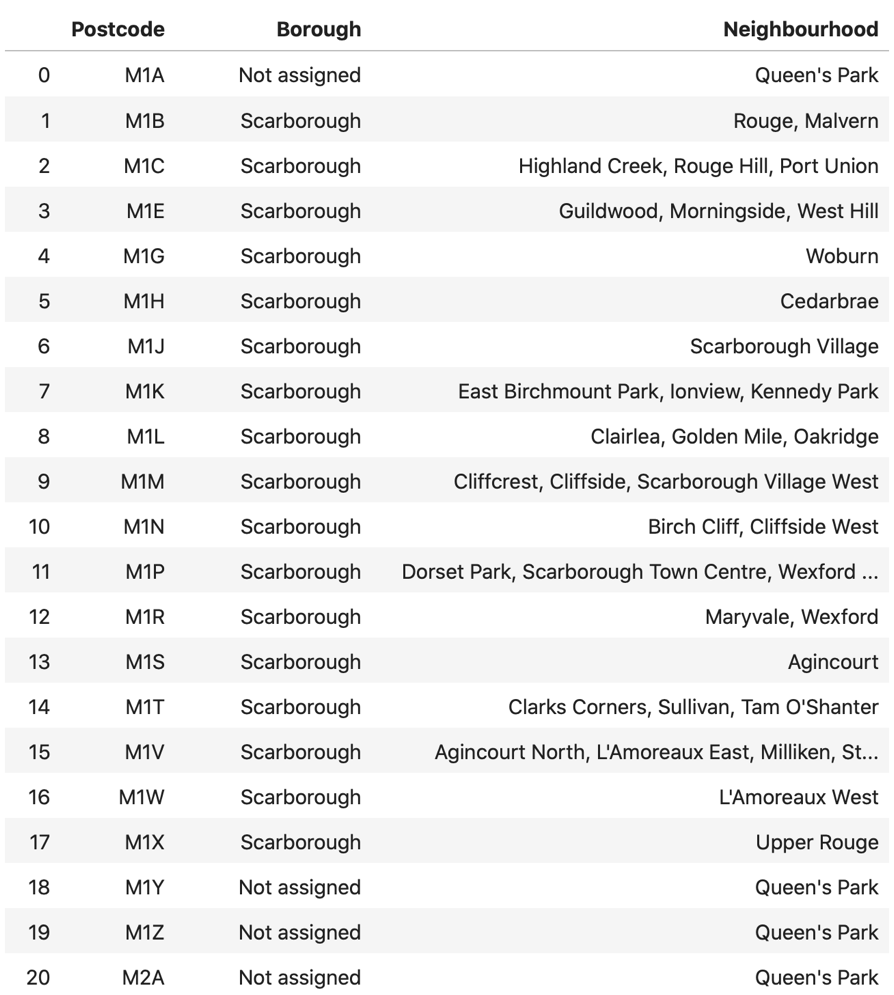 Postcode Borough Neighbourhood
0 M1A Not assigned Queen's Park
1 M1B Scarborough Rouge, Malvern
2 M1C Scarborough Highland Creek, Rouge Hill, Port Union
3 M1E Scarborough Guildwood, Morningside, West Hill
4 M1G Scarborough Woburn
5 M1H Scarborough Cedarbrae
6 M1J Scarborough Scarborough Village
7 M1K Scarborough East Birchmount Park, Ionview, Kennedy Park
8 M1L Scarborough Clairlea, Golden Mile, Oakridge
9 M1M Scarborough Cliffcrest, Cliffside, Scarborough Village West
10 M1N Scarborough Birch Cliff, Cliffside West
11 M1P Scarborough Dorset Park, Scarborough Town Centre, Wexford ...
12 M1R Scarborough Maryvale, Wexford
13 M1S Scarborough Agincourt
14 M1T Scarborough Clarks Corners, Sullivan, Tam O'Shanter
15 M1V Scarborough Agincourt North, L'Amoreaux East, Milliken, St...
16 M1W Scarborough L'Amoreaux West
17 M1X Scarborough Upper Rouge
18 M1Y Not assigned Queen's Park
19 M1Z Not assigned Queen's Park
20 M2A Not assigned Queen's Park